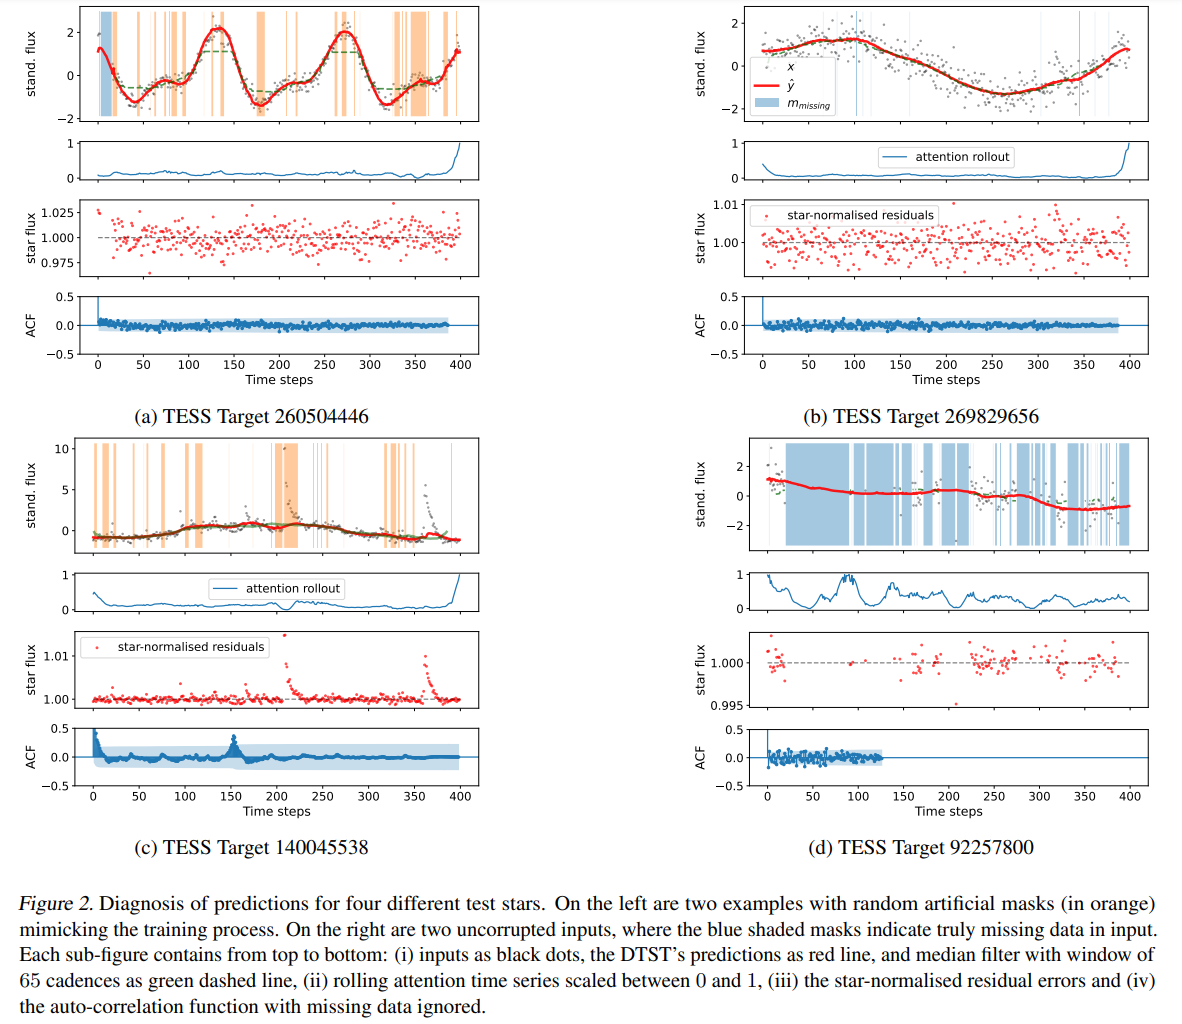 stand. flux
2
0
−2
1
0
star flux
1.025
1.000
0.975
ACF
0.5
0.0
−0.5
0 50 100 150 200 250 300 350 400
Time steps
(a) TESS Target 260504446
stand. flux
2
0
−2
x
ŷ
m_missing
1
0
attention rollout
star flux
1.01
1.00
star-normalised residuals
ACF
0.5
0.0
−0.5
0 50 100 150 200 250 300 350 400
Time steps
(b) TESS Target 269829656
stand. flux
10
5
0
1
0
attention rollout
star flux
1.01
1.00
star-normalised residuals
ACF
0.5
0.0
−0.5
0 50 100 150 200 250 300 350 400
Time steps
(c) TESS Target 140045538
stand. flux
2
0
−2
1
0
star flux
1.000
0.995
ACF
0.5
0.0
−0.5
0 50 100 150 200 250 300 350 400
Time steps
(d) TESS Target 92257800
Figure 2. Diagnosis of predictions for four different test stars. On the left are two examples with random artificial masks (in orange)
mimicking the training process. On the right are two uncorrupted inputs, where the blue shaded masks indicate truly missing data in input.
Each sub-figure contains from top to bottom: (i) inputs as black dots, the DTST's predictions as red line, and median filter with window of
65 cadences as green dashed line, (ii) rolling attention time series scaled between 0 and 1, (iii) the star-normalised residual errors and (iv)
the auto-correlation function with missing data ignored.